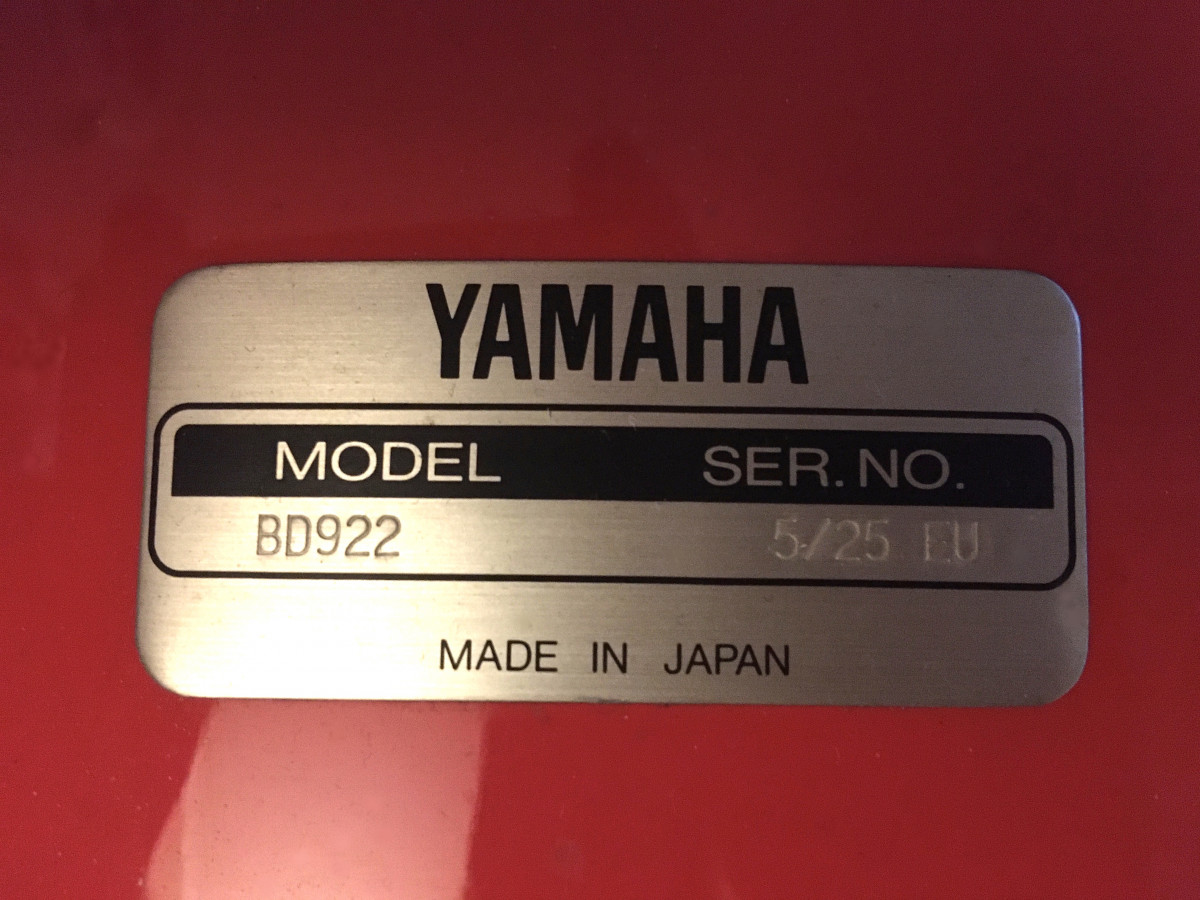 YAMAHA
MODEL SER. NO.
BD922 5/25 EU
MADE IN JAPAN